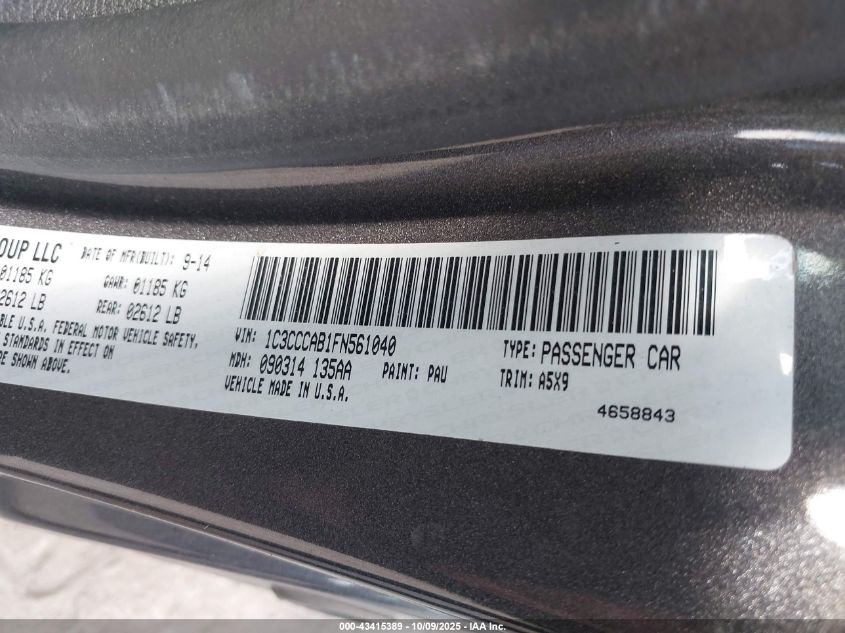 OUP LLC DATE OF MFR(BUILT): 9-14
01185 KG GAWR: 01185 KG
2612 LB REAR: 02612 LB
BLE U.S.A. FEDERAL MOTOR VEHICLE SAFETY,
STANDARDS IN EFFECT ON
E SHOWN ABOVE.
VIN: 1C3CCCAB1FN561040 TYPE: PASSENGER CAR
MDH: 090314 135AA PAINT: PAU TRIM: A5X9
VEHICLE MADE IN U.S.A.
4658843
000-43415389 - 10/09/2025 - IAA Inc.